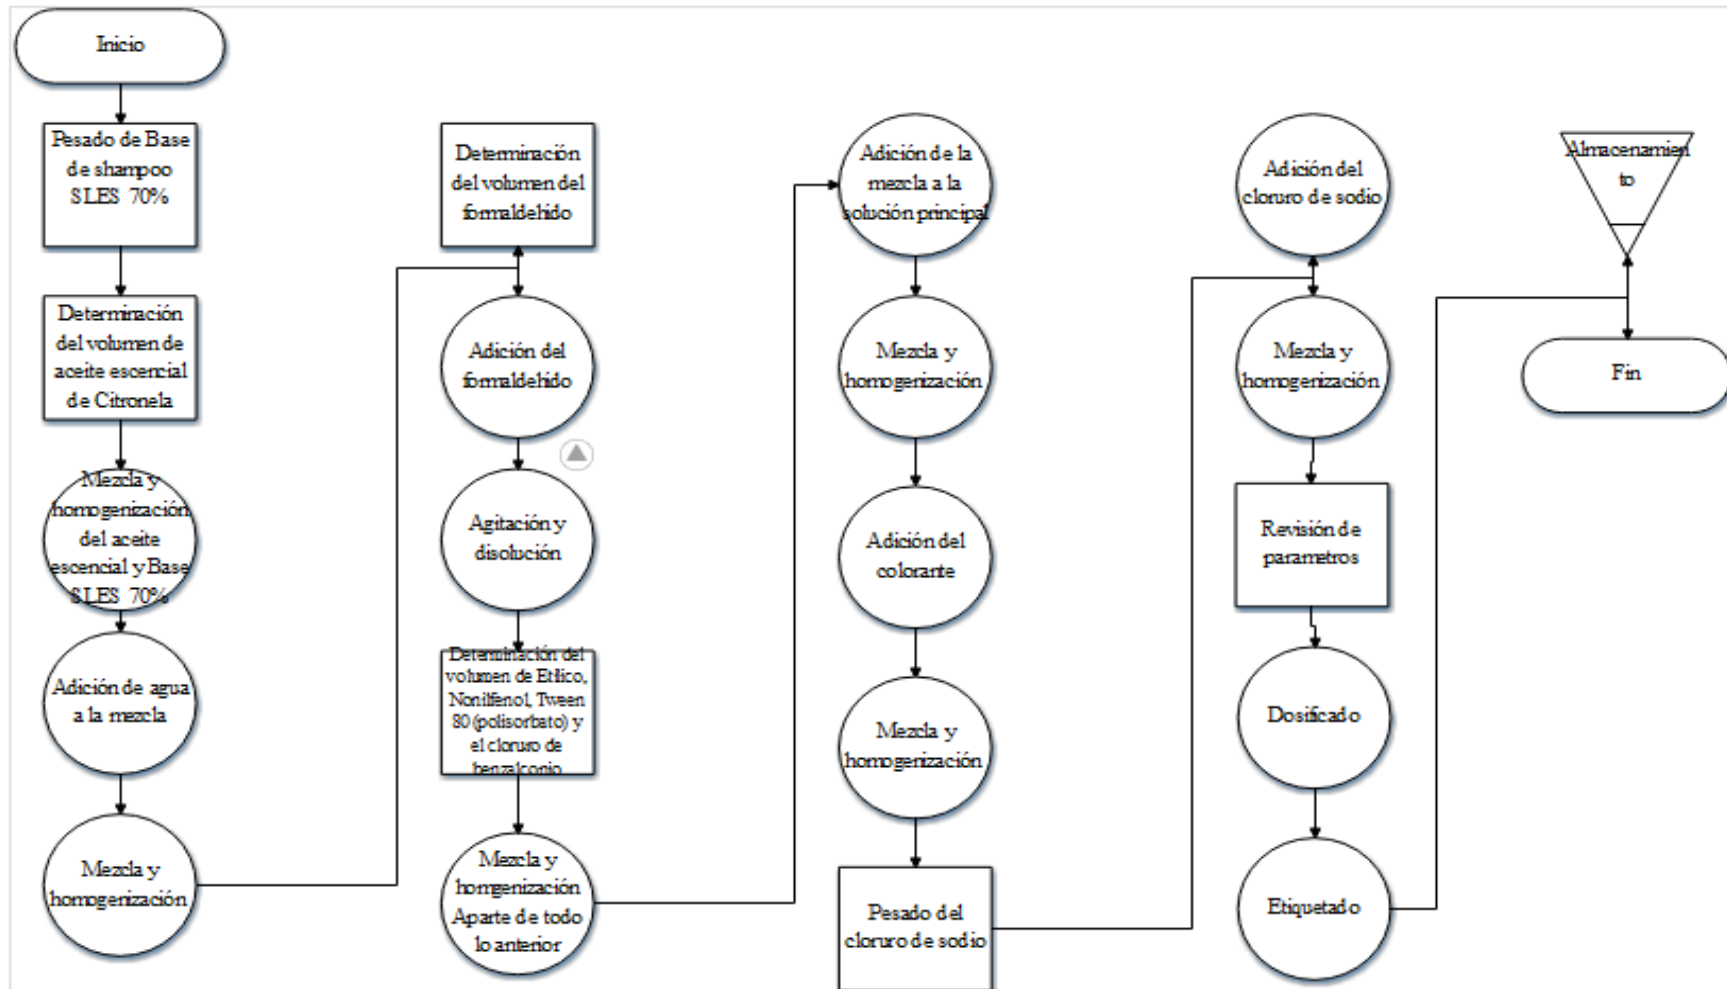 Inicio
Pesado de Base
de shampoo
SLES 70%
Determinación
del volumen de
aceite escencial
de Citronela
Mezcla y
homogenización
del aceite
escencial y Base
SLES 70%
Adición de agua
a la mezcla
Mezcla y
homogenización
Determinación
del volumen del
formaldehido
Adición del
formaldehido
Agitación y
disolución
Determinación del
volumen de Etílico,
Nonilfenol, Tween
80 (polisorbato) y
el cloruro de
benzalconio
Mezcla y
homgenización
Aparte de todo
lo anterior
Adición de la
mezcla a la
solución principal
Mezcla y
homogenización
Adición del
colorante
Mezcla y
homogenización
Pesado del
cloruro de sodio
Adición del
cloruro de sodio
Mezcla y
homogenización
Revisión de
parametros
Dosificado
Etiquetado
Almacenamien
to
Fin